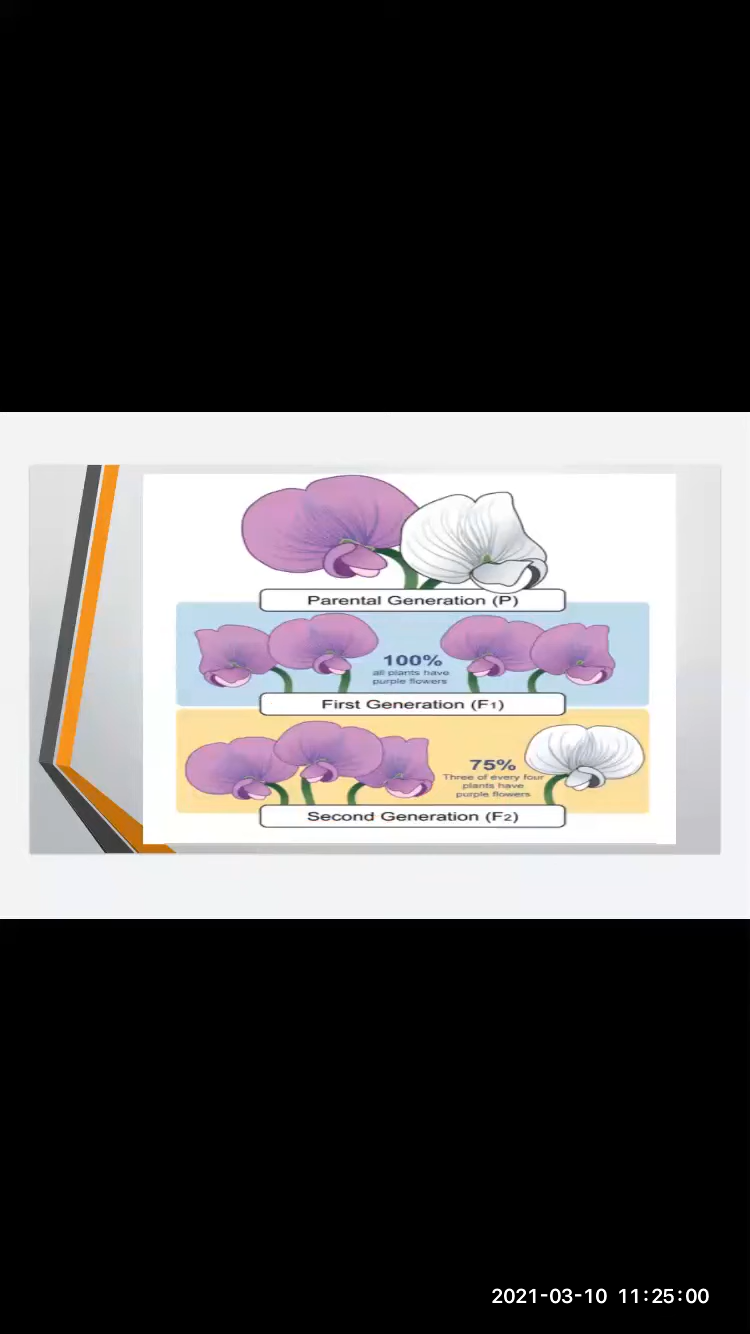 Parental Generation (P)
100%
all plants have
purple flowers
First Generation (F1)
75%
Three of every four
plants have
purple flowers
Second Generation (F2)
2021-03-10 11:25:00